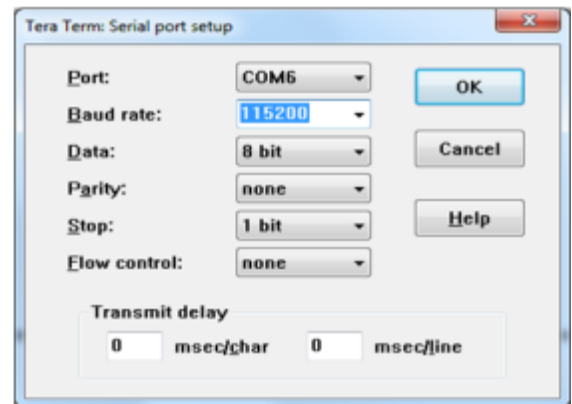 Tera Term: Serial port setup
Port: COM6 OK
Baud rate: 115200
Data: 8 bit Cancel
Parity: none
Stop: 1 bit Help
Flow control: none
Transmit delay
0 msec/char 0 msec/line